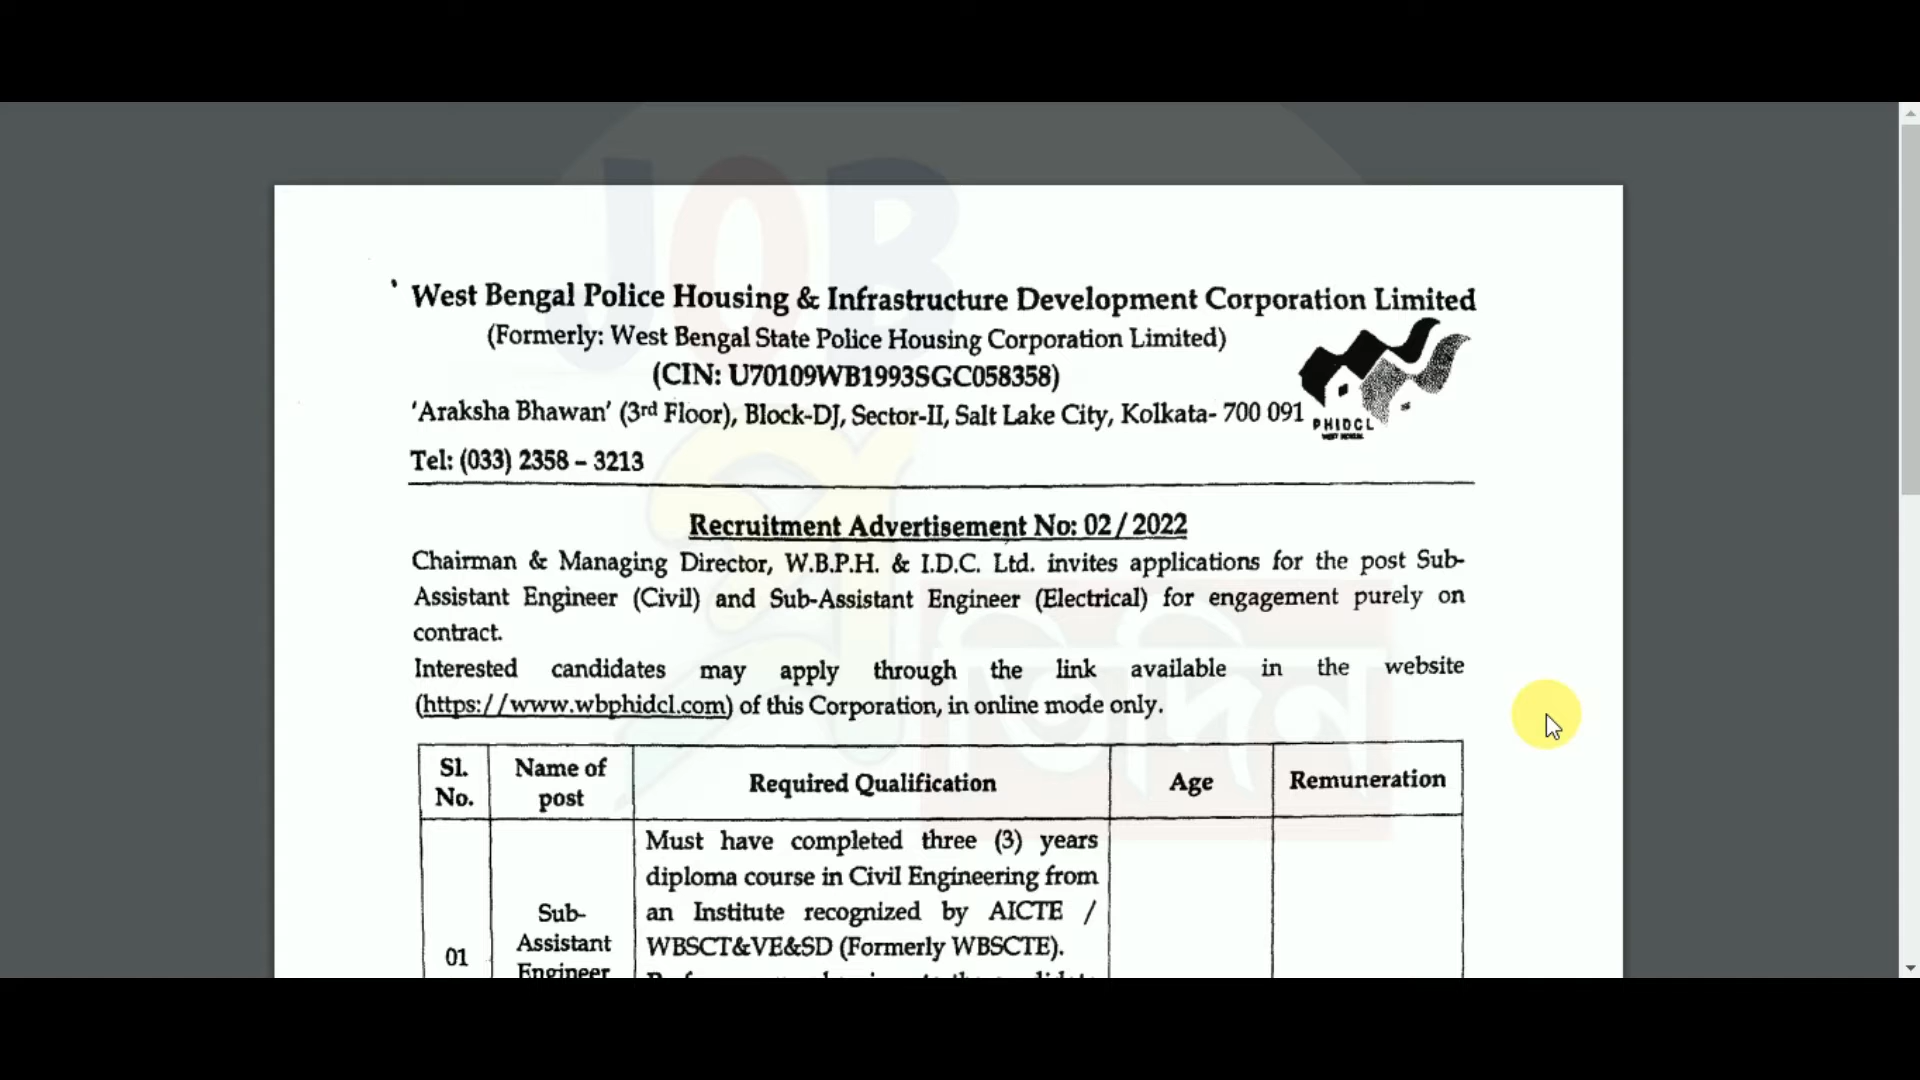 JOB
West Bengal Police Housing & Infrastructure Development Corporation Limited
(Formerly: West Bengal State Police Housing Corporation Limited)
(CIN: U70109WB1993SGC058358)
'Araksha Bhawan' (3rd Floor), Block-DJ, Sector-II, Salt Lake City, Kolkata- 700 091
PHIDCL
WEST BENGAL
Tel: (033) 2358 – 3213
Recruitment Advertisement No: 02 / 2022
Chairman & Managing Director, W.B.P.H. & I.D.C. Ltd. invites applications for the post Sub-
Assistant Engineer (Civil) and Sub-Assistant Engineer (Electrical) for engagement purely on
contract.
Interested candidates may apply through the link available in the website
(https://www.wbphidcl.com) of this Corporation, in online mode only.
প্রতিদিন
Sl. No. Name of post Required Qualification Age Remuneration
01
Sub-
Assistant
Engineer
Must have completed three (3) years
diploma course in Civil Engineering from
an Institute recognized by AICTE /
WBSCT&VE&SD (Formerly WBSCTE).